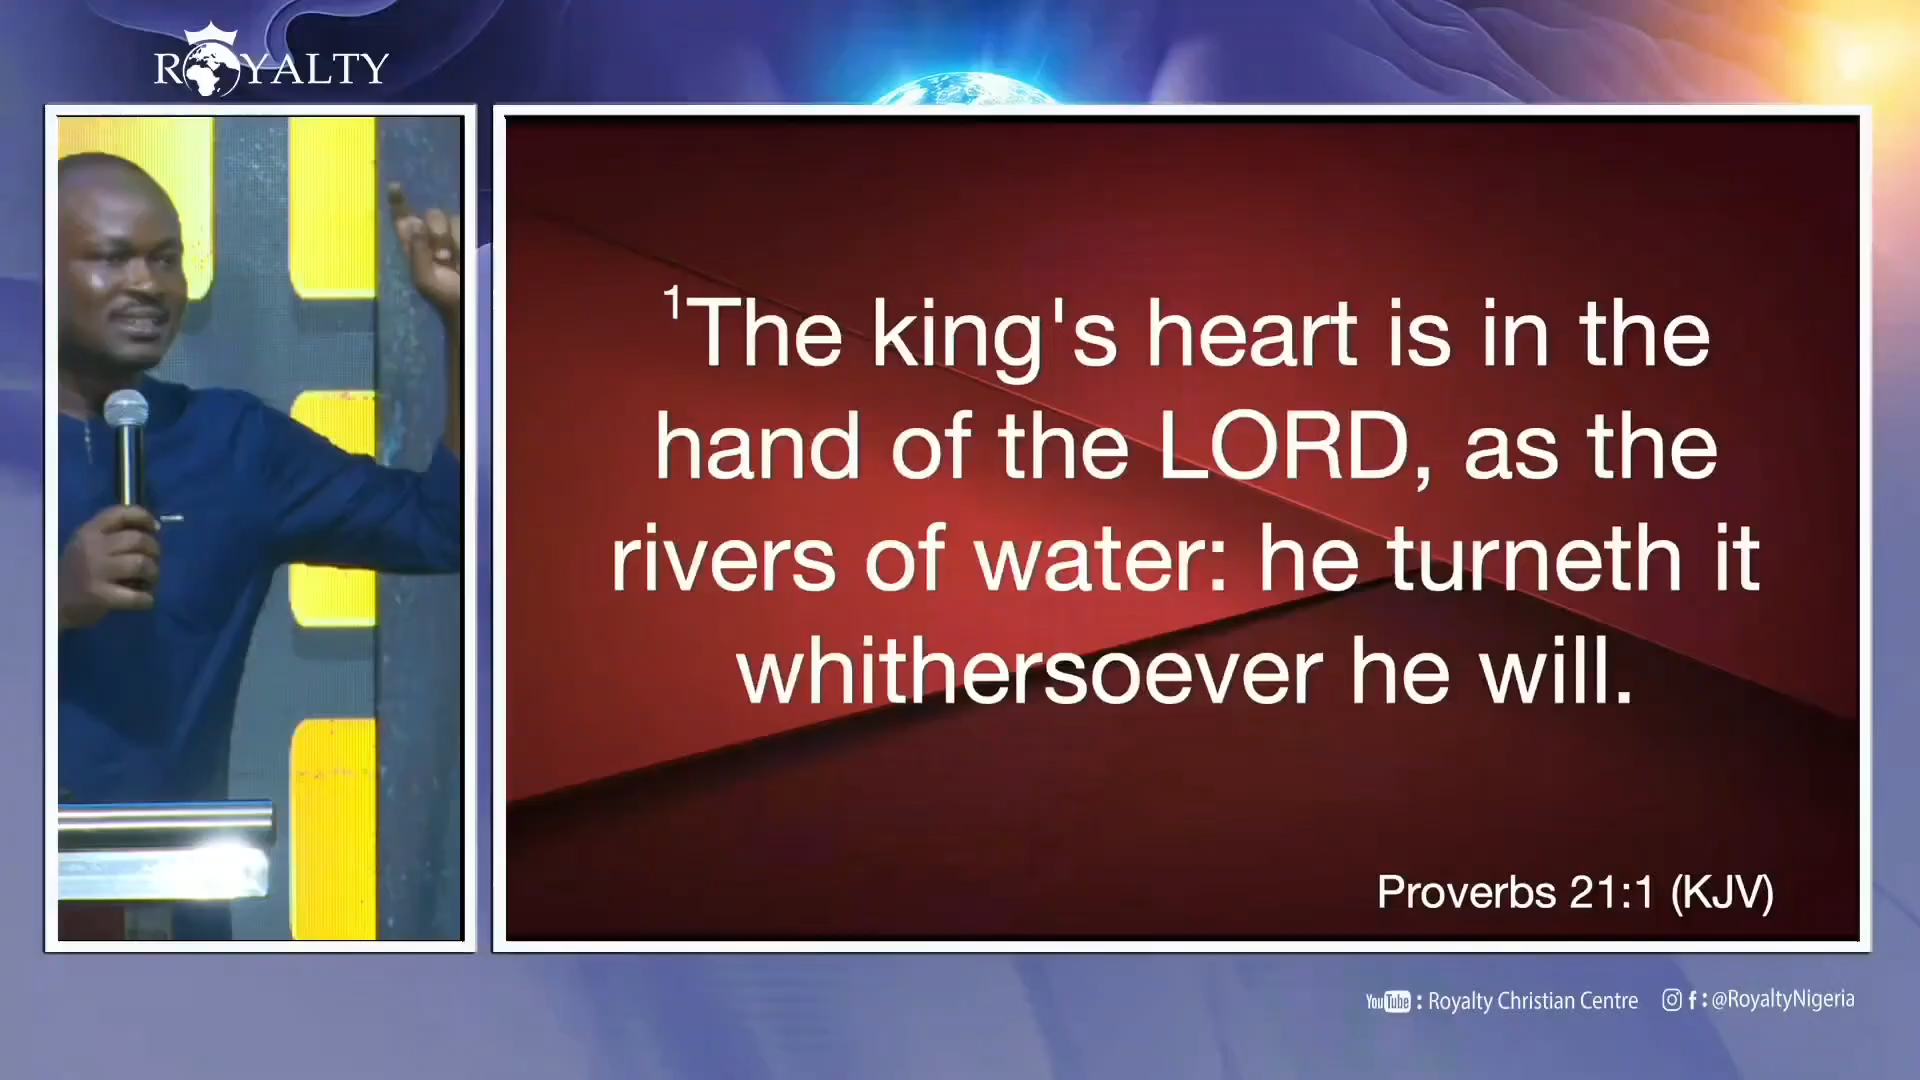 ROYALTY
1The king's heart is in the
hand of the LORD, as the
rivers of water: he turneth it
whithersoever he will.
Proverbs 21:1 (KJV)
YouTube : Royalty Christian Centre f : @RoyaltyNigeria